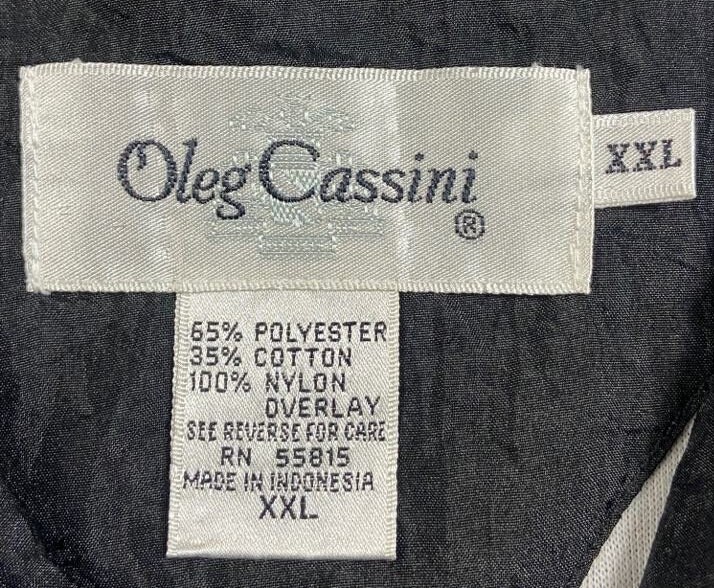 Oleg Cassini
®
XXL
65% POLYESTER
35% COTTON
100% NYLON
OVERLAY
SEE REVERSE FOR CARE
RN 55815
MADE IN INDONESIA
XXL